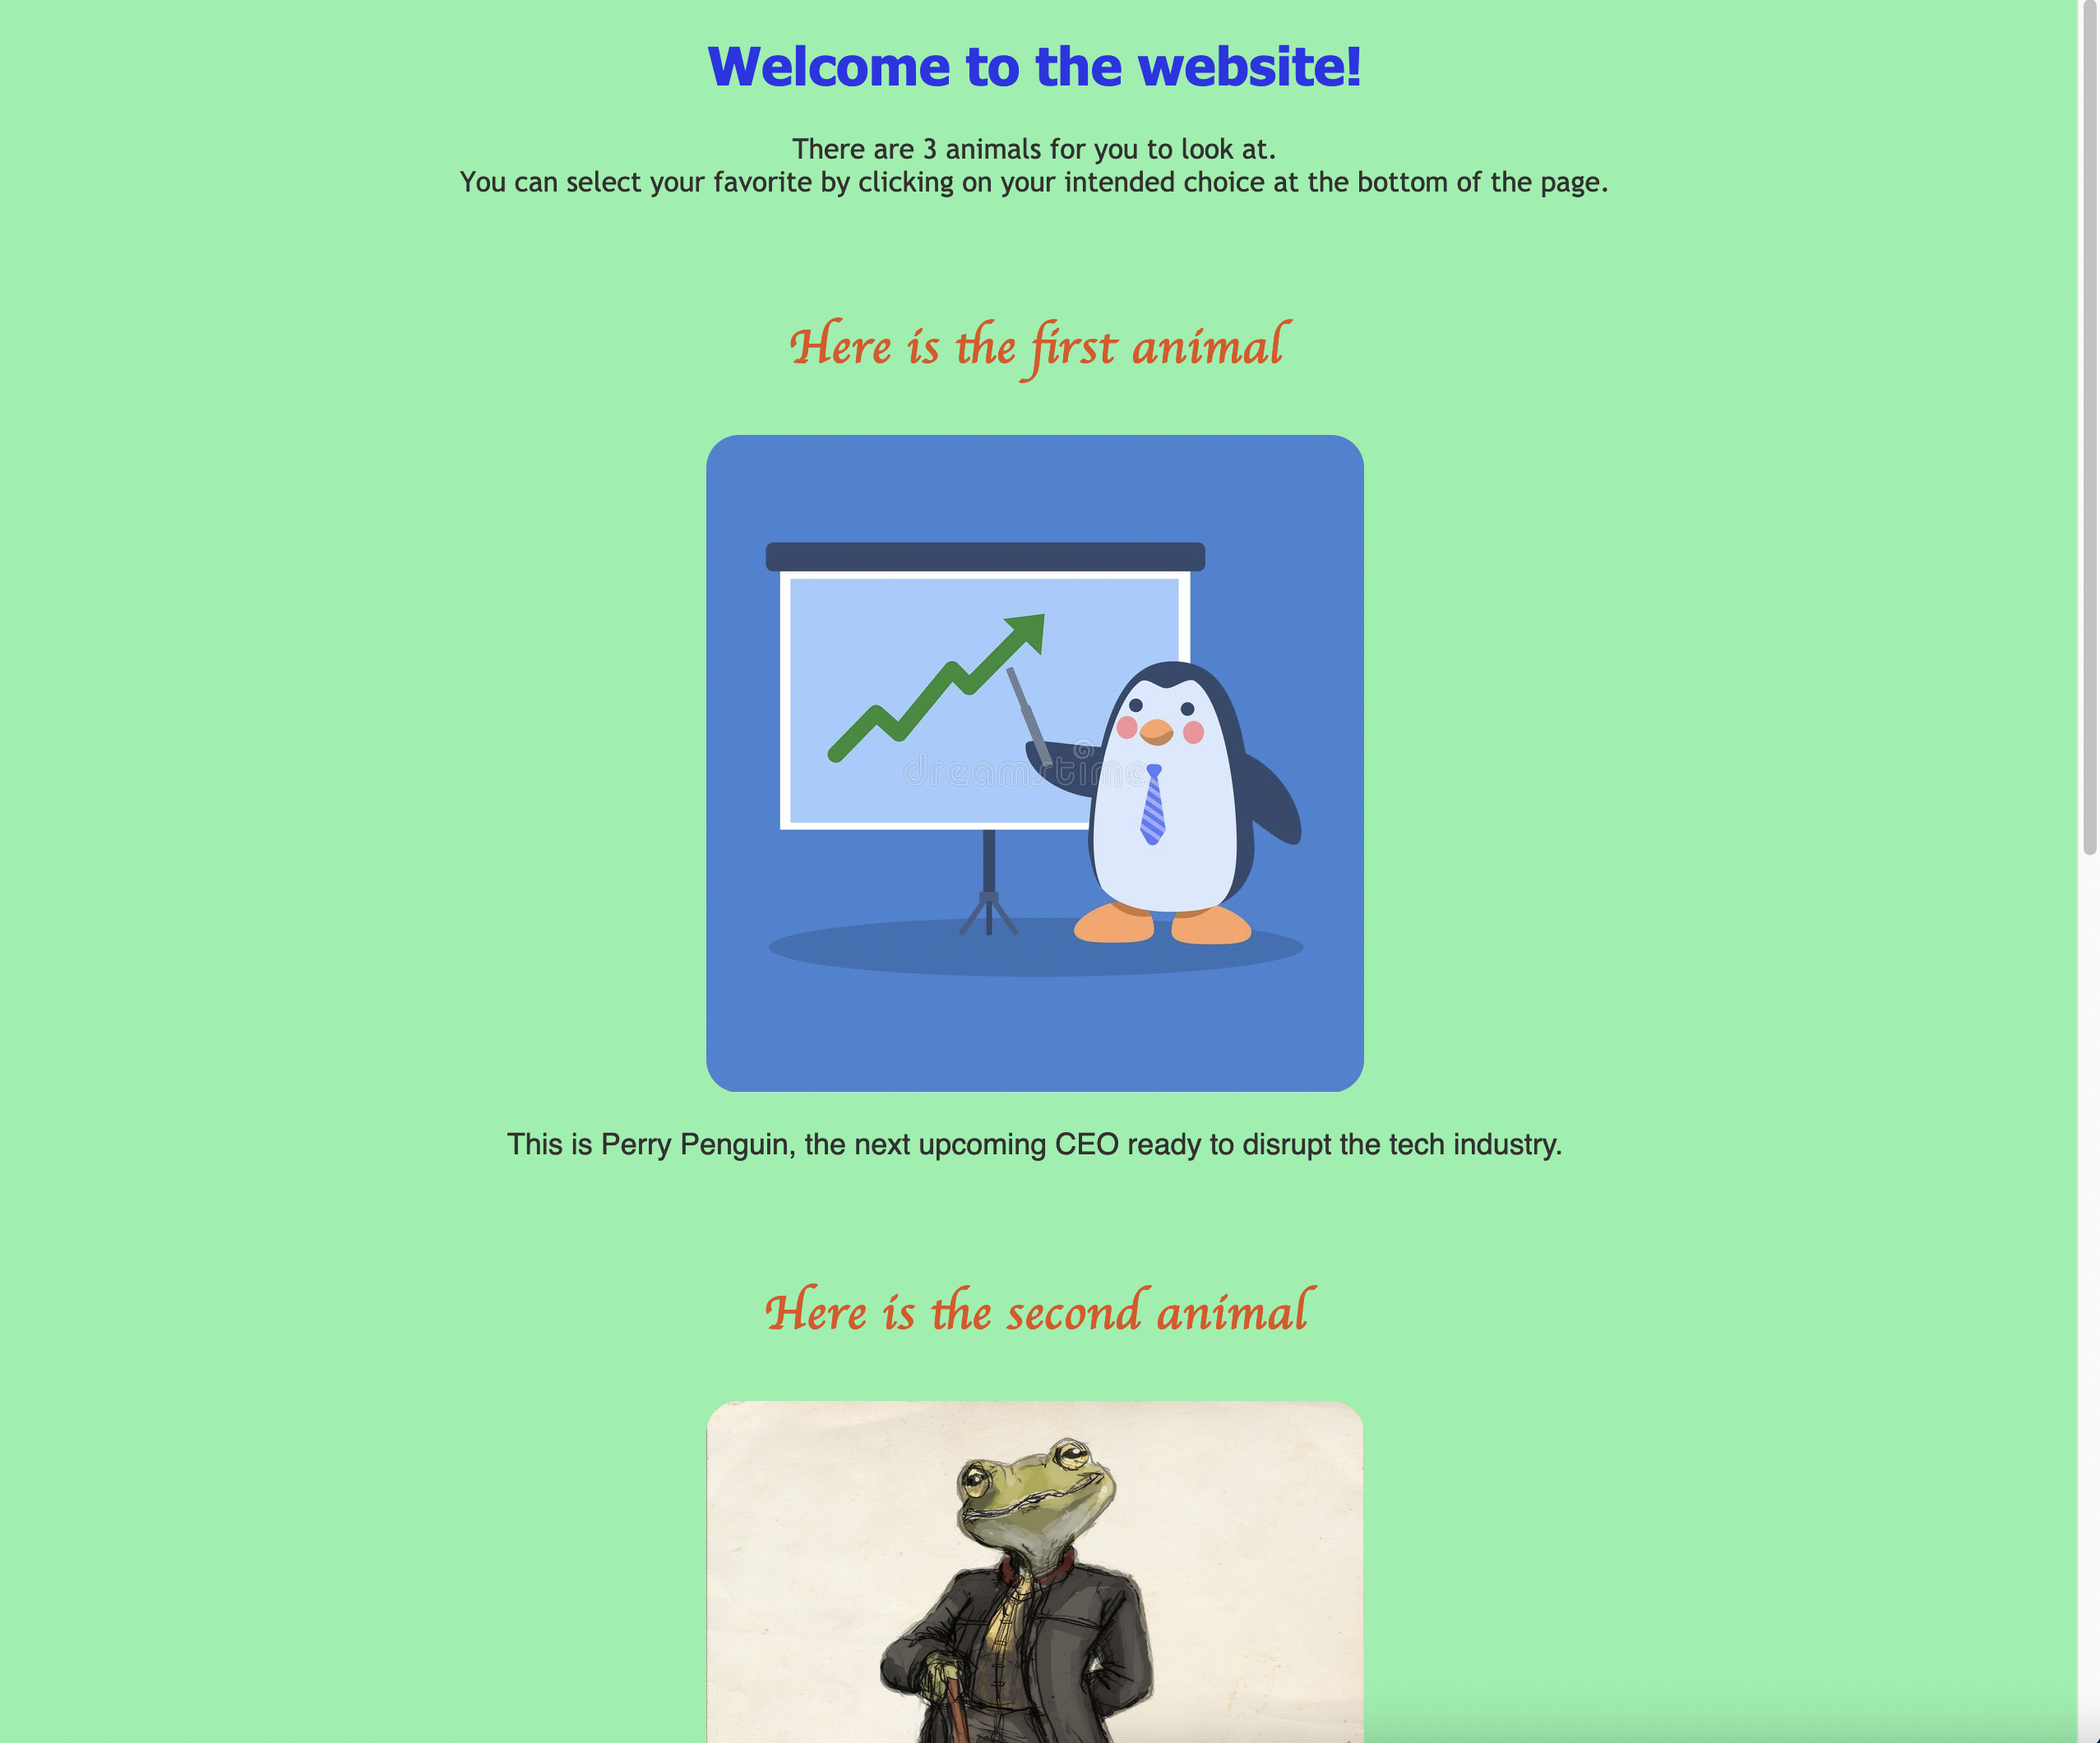 Welcome to the website!
There are 3 animals for you to look at.
You can select your favorite by clicking on your intended choice at the bottom of the page.
Here is the first animal
dreamstime
This is Perry Penguin, the next upcoming CEO ready to disrupt the tech industry.
Here is the second animal